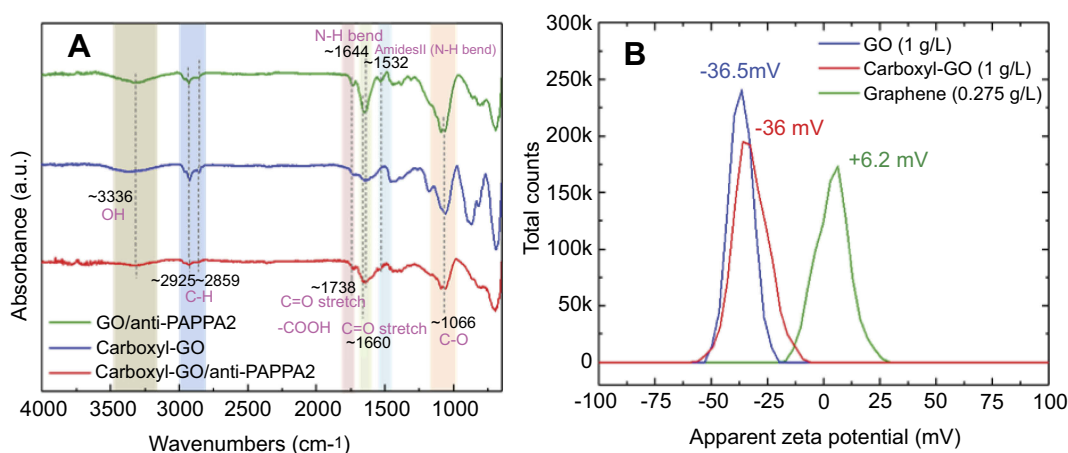 A
N-H bend
~1644
AmidesII (N-H bend)
~1532
~3336
OH
~2925
~2859
C-H
~1738
C=O stretch
-COOH
C=O stretch
~1660
~1066
C-O
GO/anti-PAPPA2
Carboxyl-GO
Carboxyl-GO/anti-PAPPA2
Absorbance (a.u.)
4000 3500 3000 2500 2000 1500 1000
Wavenumbers (cm-1)
B
300k
250k
200k
150k
100k
50k
0
Total counts
GO (1 g/L)
Carboxyl-GO (1 g/L)
Graphene (0.275 g/L)
-36.5mV
-36 mV
+6.2 mV
-100 -75 -50 -25 0 25 50 75 100
Apparent zeta potential (mV)